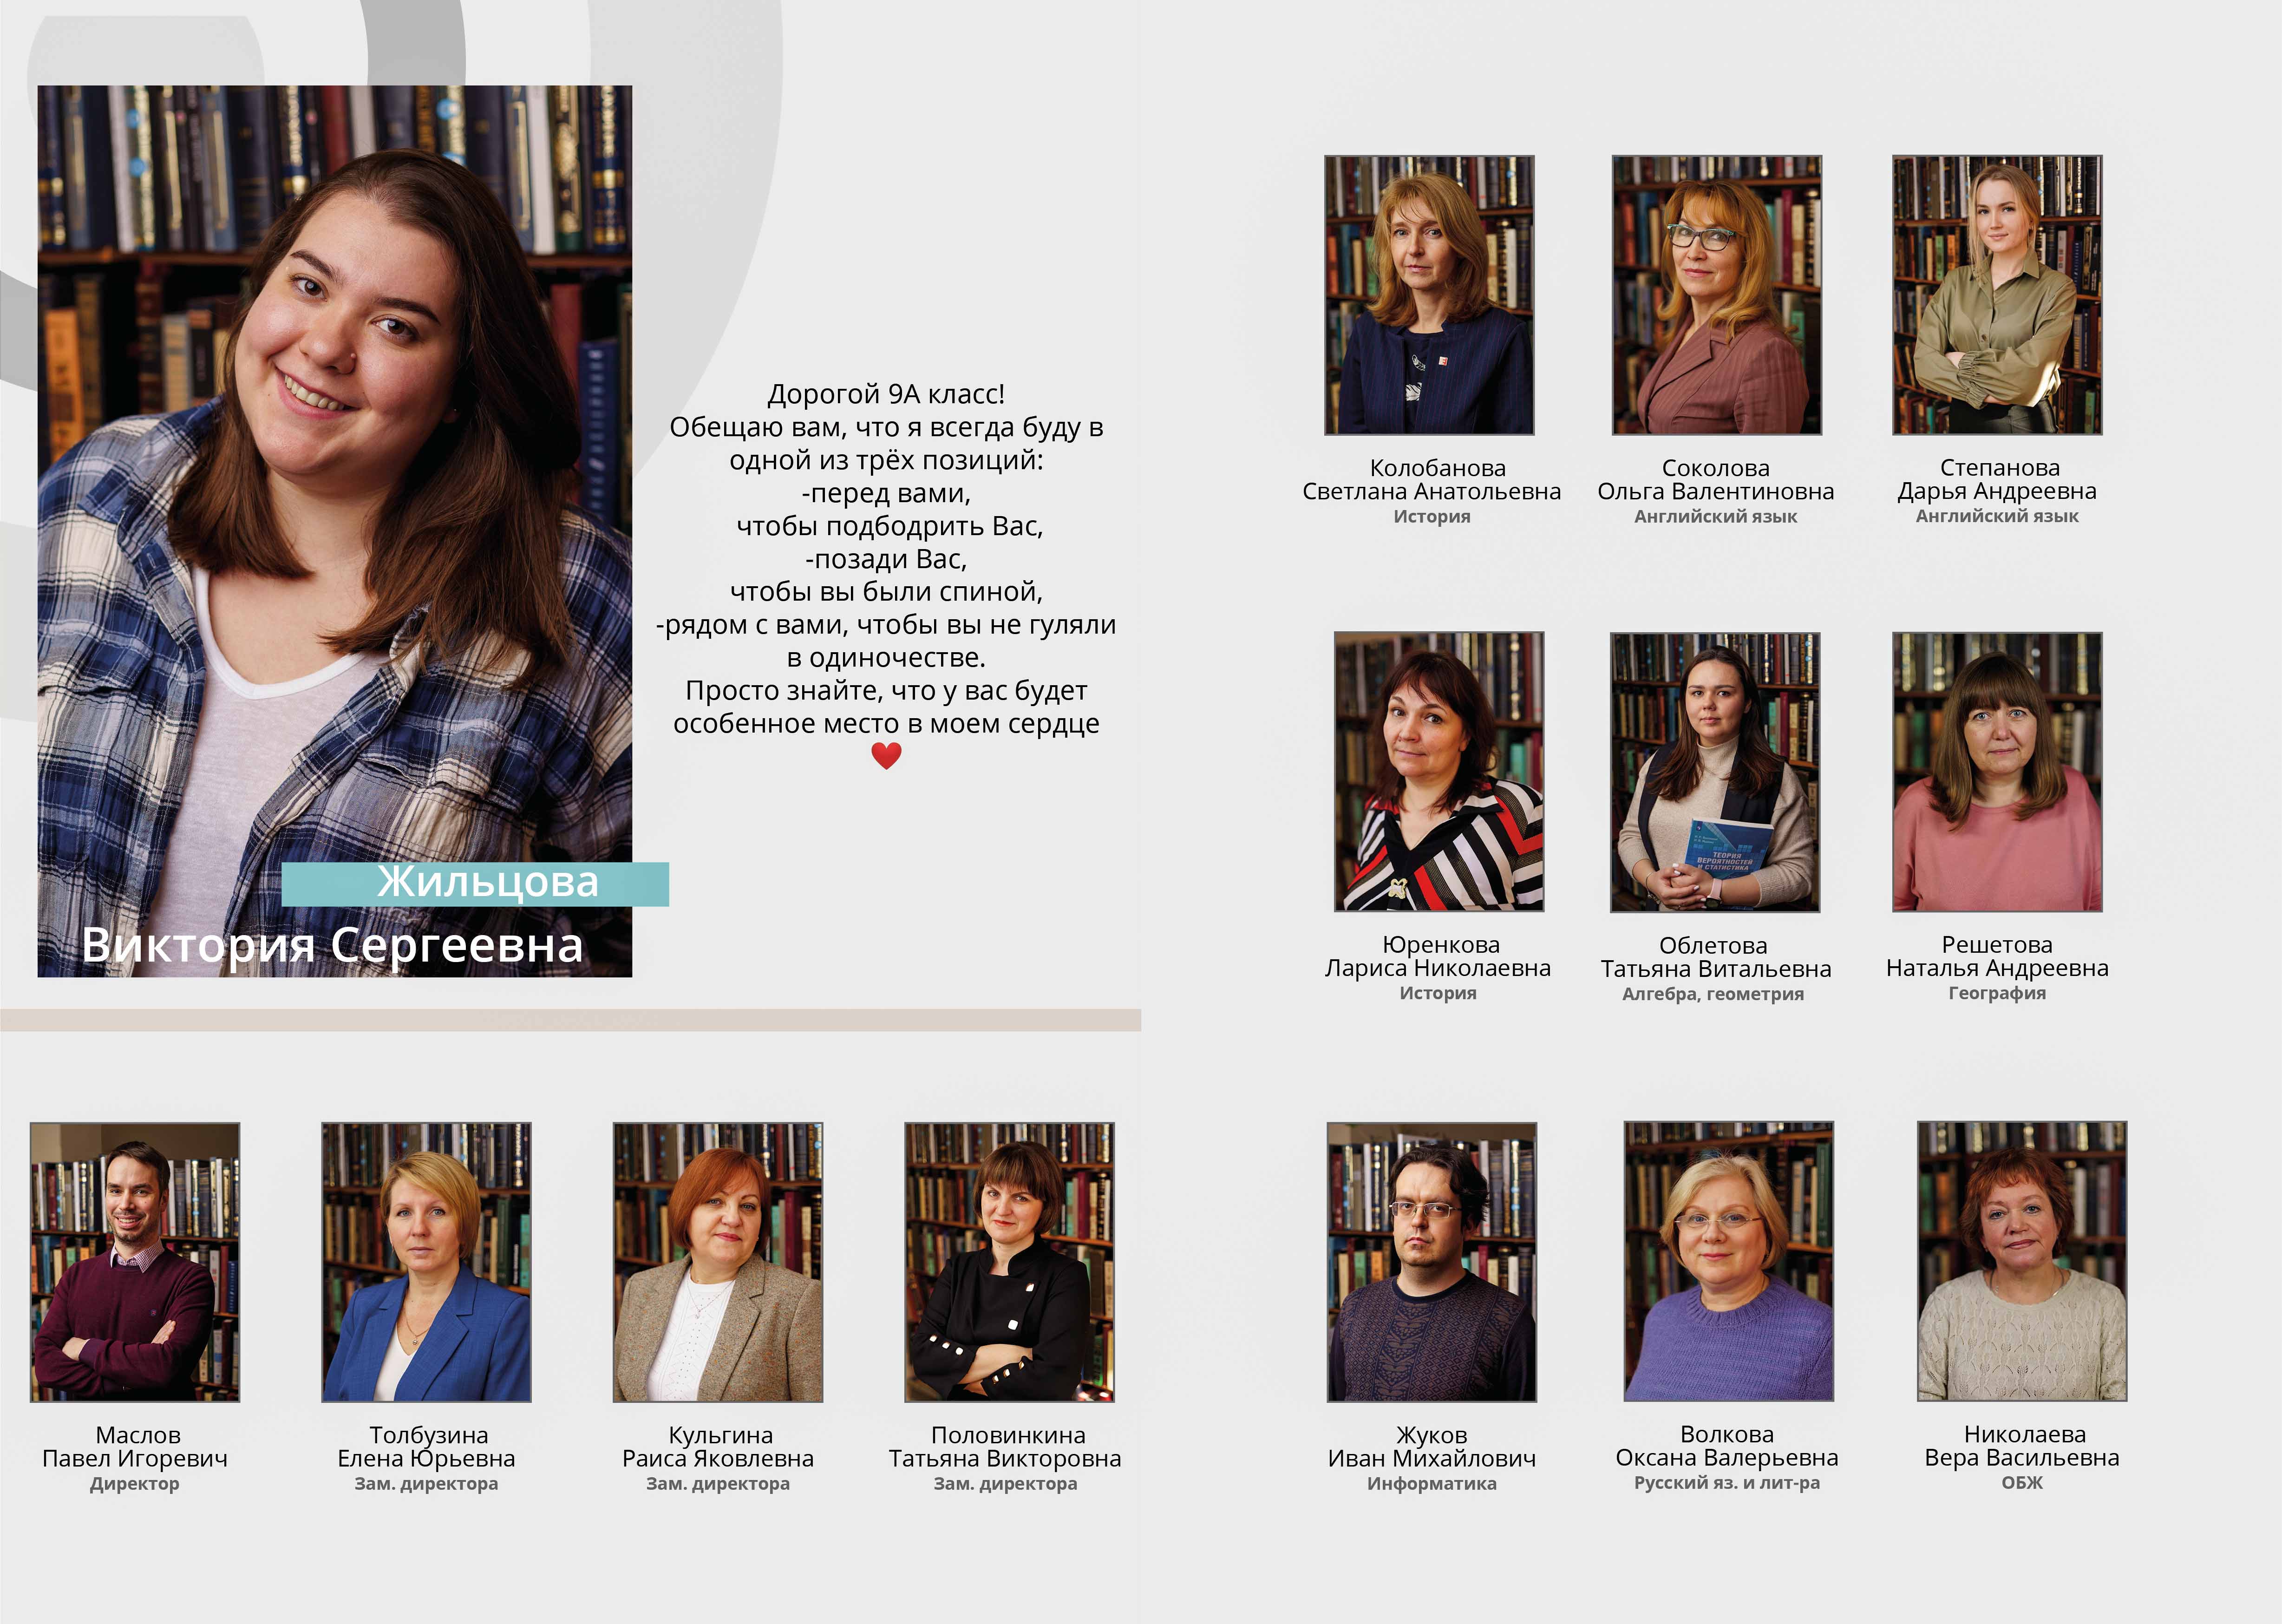 Дорогой 9А класс!
Обещаю вам, что я всегда буду в
одной из трёх позиций:
-перед вами,
чтобы подбодрить Вас,
-позади Вас,
чтобы вы были спиной,
-рядом с вами, чтобы вы не гуляли
в одиночестве.
Просто знайте, что у вас будет
особенное место в моем сердце
❤️
Жильцова
Виктория Сергеевна
Маслов
Павел Игоревич
Директор
Толбузина
Елена Юрьевна
Зам. директора
Кульгина
Раиса Яковлевна
Зам. директора
Половинкина
Татьяна Викторовна
Зам. директора
Колобанова
Светлана Анатольевна
История
Соколова
Ольга Валентиновна
Английский язык
Степанова
Дарья Андреевна
Английский язык
Юренкова
Лариса Николаевна
История
ТЕОРИЯ
ВЕРОЯТНОСТЕЙ
И СТАТИСТИКА
Облетова
Татьяна Витальевна
Алгебра, геометрия
Решетова
Наталья Андреевна
География
Жуков
Иван Михайлович
Информатика
Волкова
Оксана Валерьевна
Русский яз. и лит-ра
Николаева
Вера Васильевна
ОБЖ